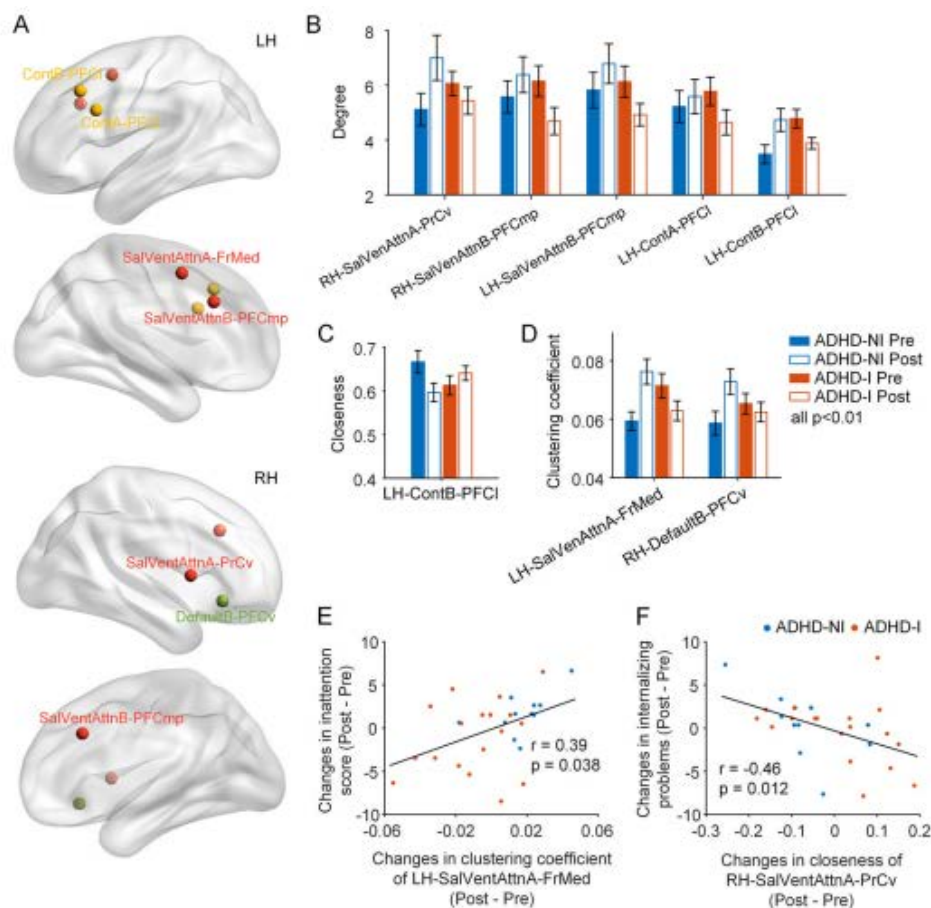 A
LH
ContB-PFCl
ContA-PFCl
SalVentAttnA-FrMed
SalVentAttnB-PFCmp
RH
SalVentAttnA-PrCv
DefaultB-PFCv
SalVentAttnB-PFCmp
B
Degree
8
6
4
2
RH-SalVenAttnA-PrCv
RH-SalVenAttnB-PFCmp
LH-SalVenAttnB-PFCmp
LH-ContA-PFCl
LH-ContB-PFCl
C
Closeness
0.7
0.6
0.5
0.4
LH-ContB-PFCl
D
Clustering coefficient
0.08
0.06
0.04
LH-SalVenAttnA-FrMed
RH-DefaultB-PFCv
ADHD-NI Pre
ADHD-NI Post
ADHD-I Pre
ADHD-I Post
all p<0.01
E
Changes in inattention
score (Post - Pre)
10
5
0
-5
-10
r = 0.39
p = 0.038
-0.06
-0.02
0.02
0.06
Changes in clustering coefficient
of LH-SalVentAttnA-FrMed
(Post - Pre)
F
ADHD-NI
ADHD-I
Changes in internalizing
problems (Post - Pre)
10
5
0
-5
-10
r = -0.46
p = 0.012
-0.3
-0.2
-0.1
0
0.1
0.2
Changes in closeness of
RH-SalVentAttnA-PrCv
(Post - Pre)